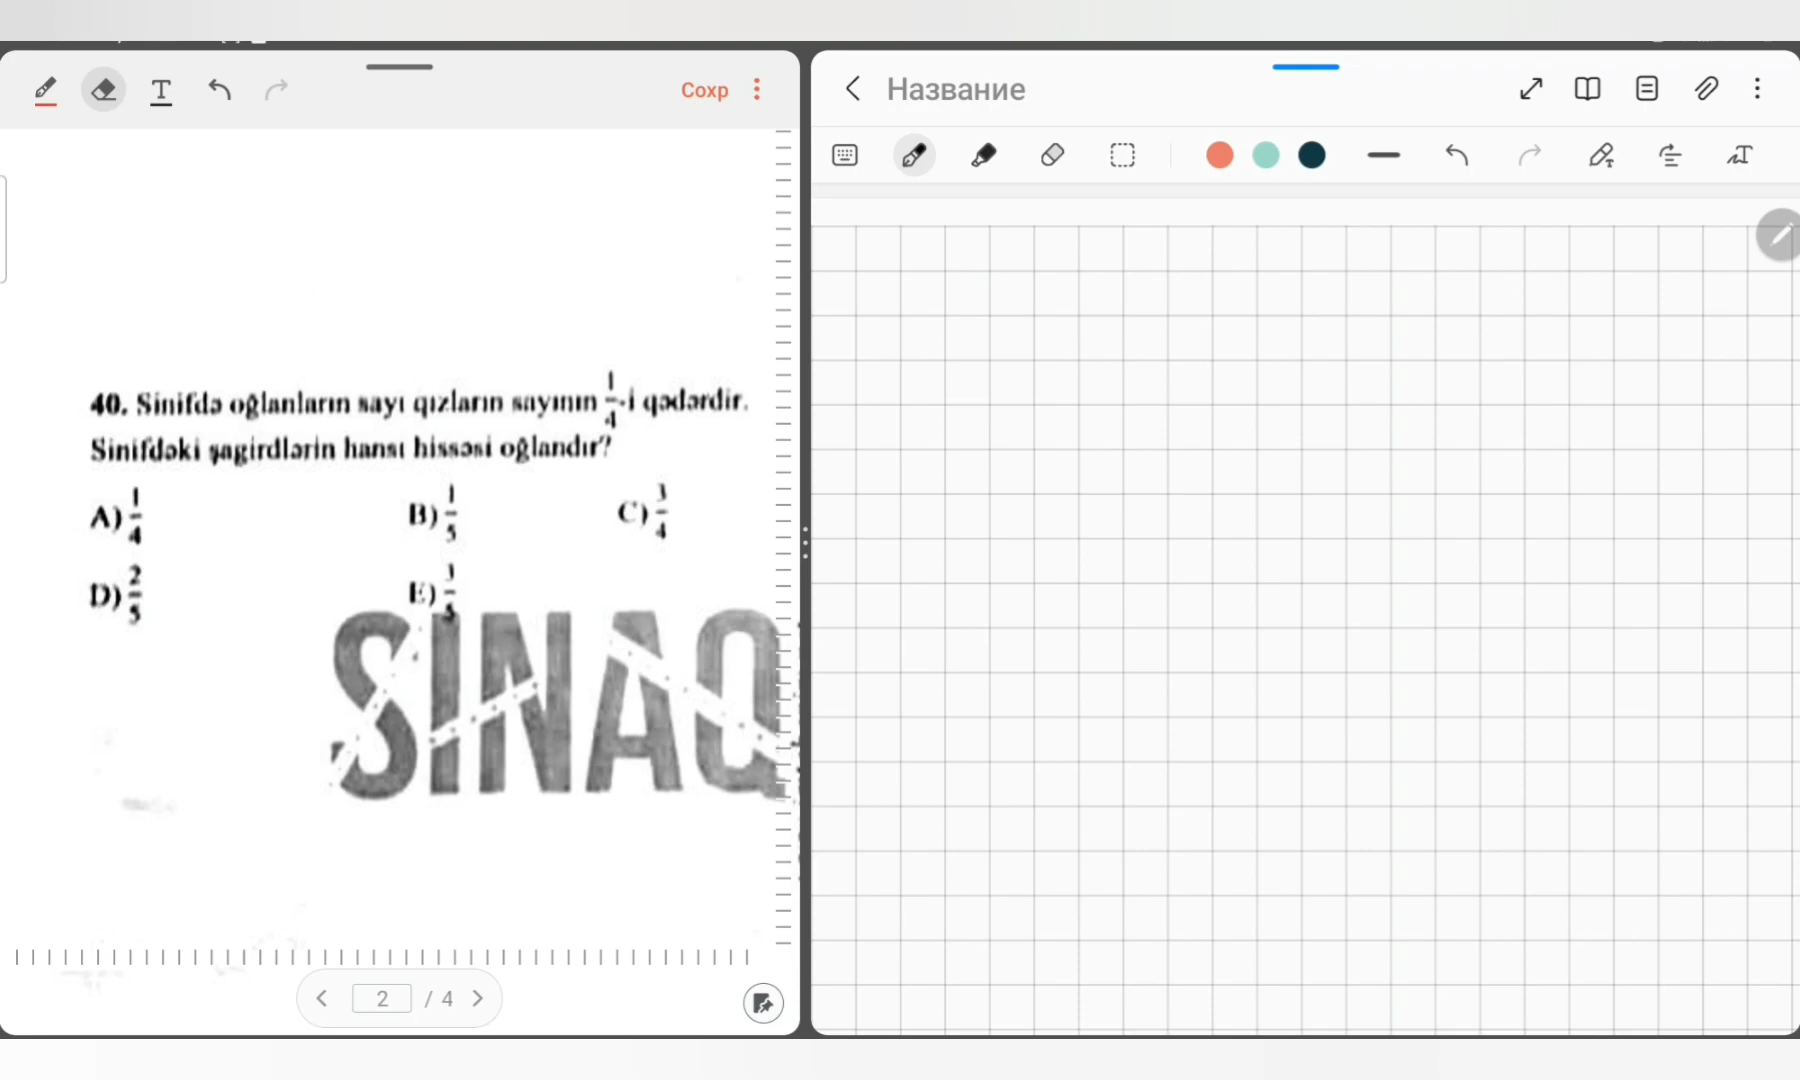 Сохр
40. Sinifdə oğlanların sayı qızların sayının 1/4-i qədərdir.
Sinifdəki şagirdlərin hansı hissəsi oğlandır?
A) 1/4 B) 1/5 C) 3/4
D) 2/5 E) 3/5
SINAQ
2 / 4
Название